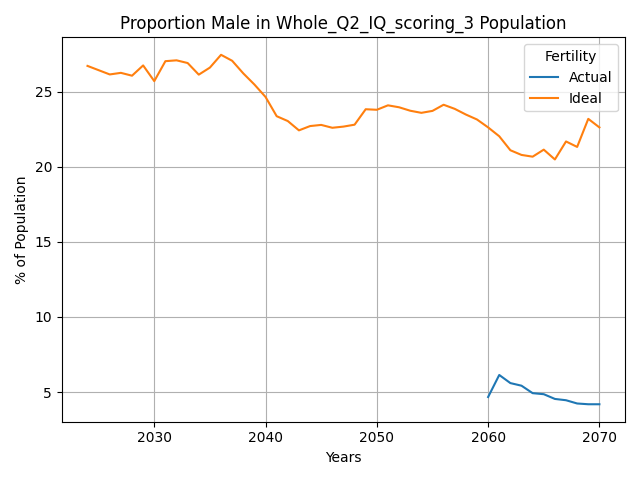 Proportion Male in Whole_Q2_IQ_scoring_3 Population
Fertility
Actual
Ideal
% of Population
25
20
15
10
5
2030 2040 2050 2060 2070
Years